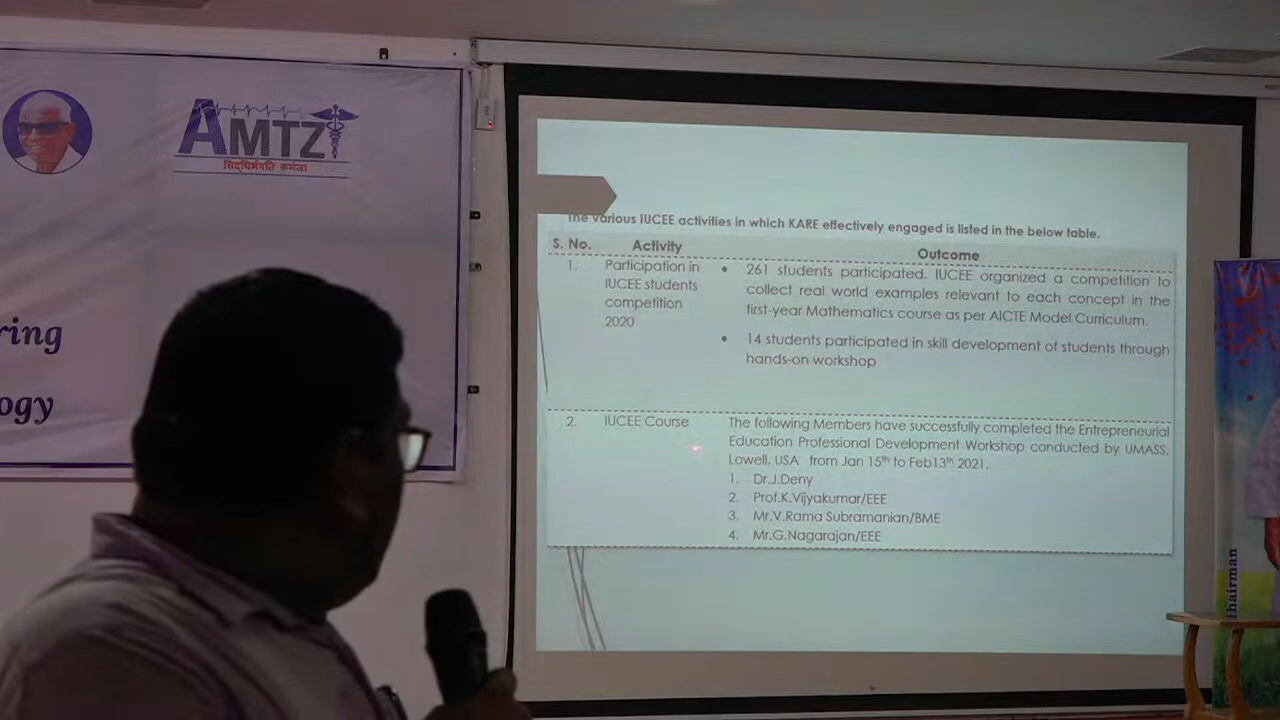 AMTZ
सिद्धिर्भवति कर्मजा
ring
ogy
The various IUCEE activities in which KARE effectively engaged is listed in the below table.
S. No. Activity Outcome
1. Participation in IUCEE students competition 2020
• 261 students participated. IUCEE organized a competition to
collect real world examples relevant to each concept in the
first-year Mathematics course as per AICTE Model Curriculum.
• 14 students participated in skill development of students through
hands-on workshop
2. IUCEE Course
The following Members have successfully completed the Entrepreneurial
Education Professional Development Workshop conducted by UMASS,
Lowell, USA from Jan 15th to Feb13th 2021.
1. Dr.J.Deny
2. Prof.K.Vijyakumar/EEE
3. Mr.V.Rama Subramanian/BME
4. Mr.G.Nagarajan/EEE
hairman